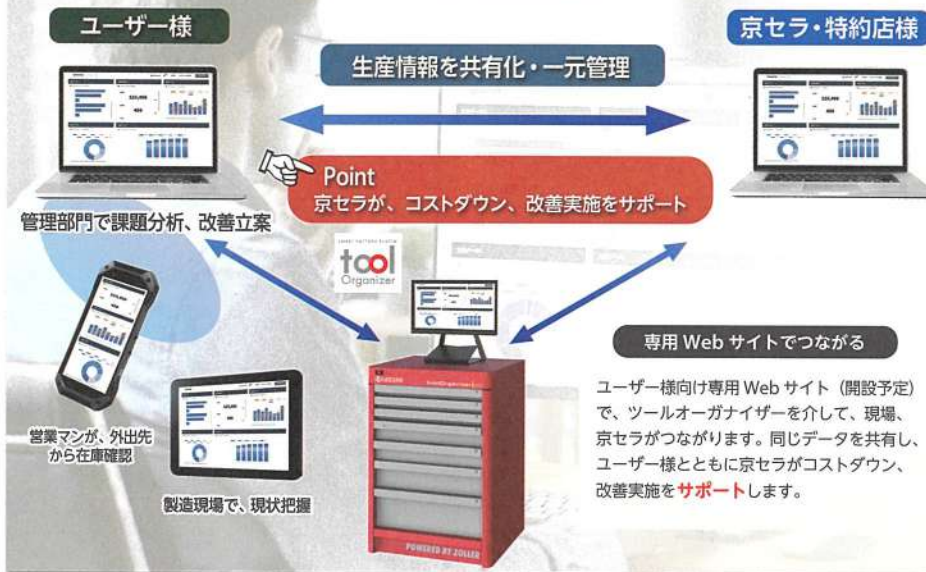 ユーザー様
京セラ・特約店様
生産情報を共有化・一元管理
Point
京セラが、コストダウン、改善実施をサポート
管理部門で課題分析、改善立案
tool
Organizer
専用 Web サイトでつながる
ユーザー様向け専用 Web サイト（開設予定）
で、ツールオーガナイザーを介して、現場、
京セラがつながります。同じデータを共有し、
ユーザー様とともに京セラがコストダウン、
改善実施をサポートします。
営業マンが、外出先
から在庫確認
製造現場で、現状把握
KYOCERA
POWERED BY ZOLLER